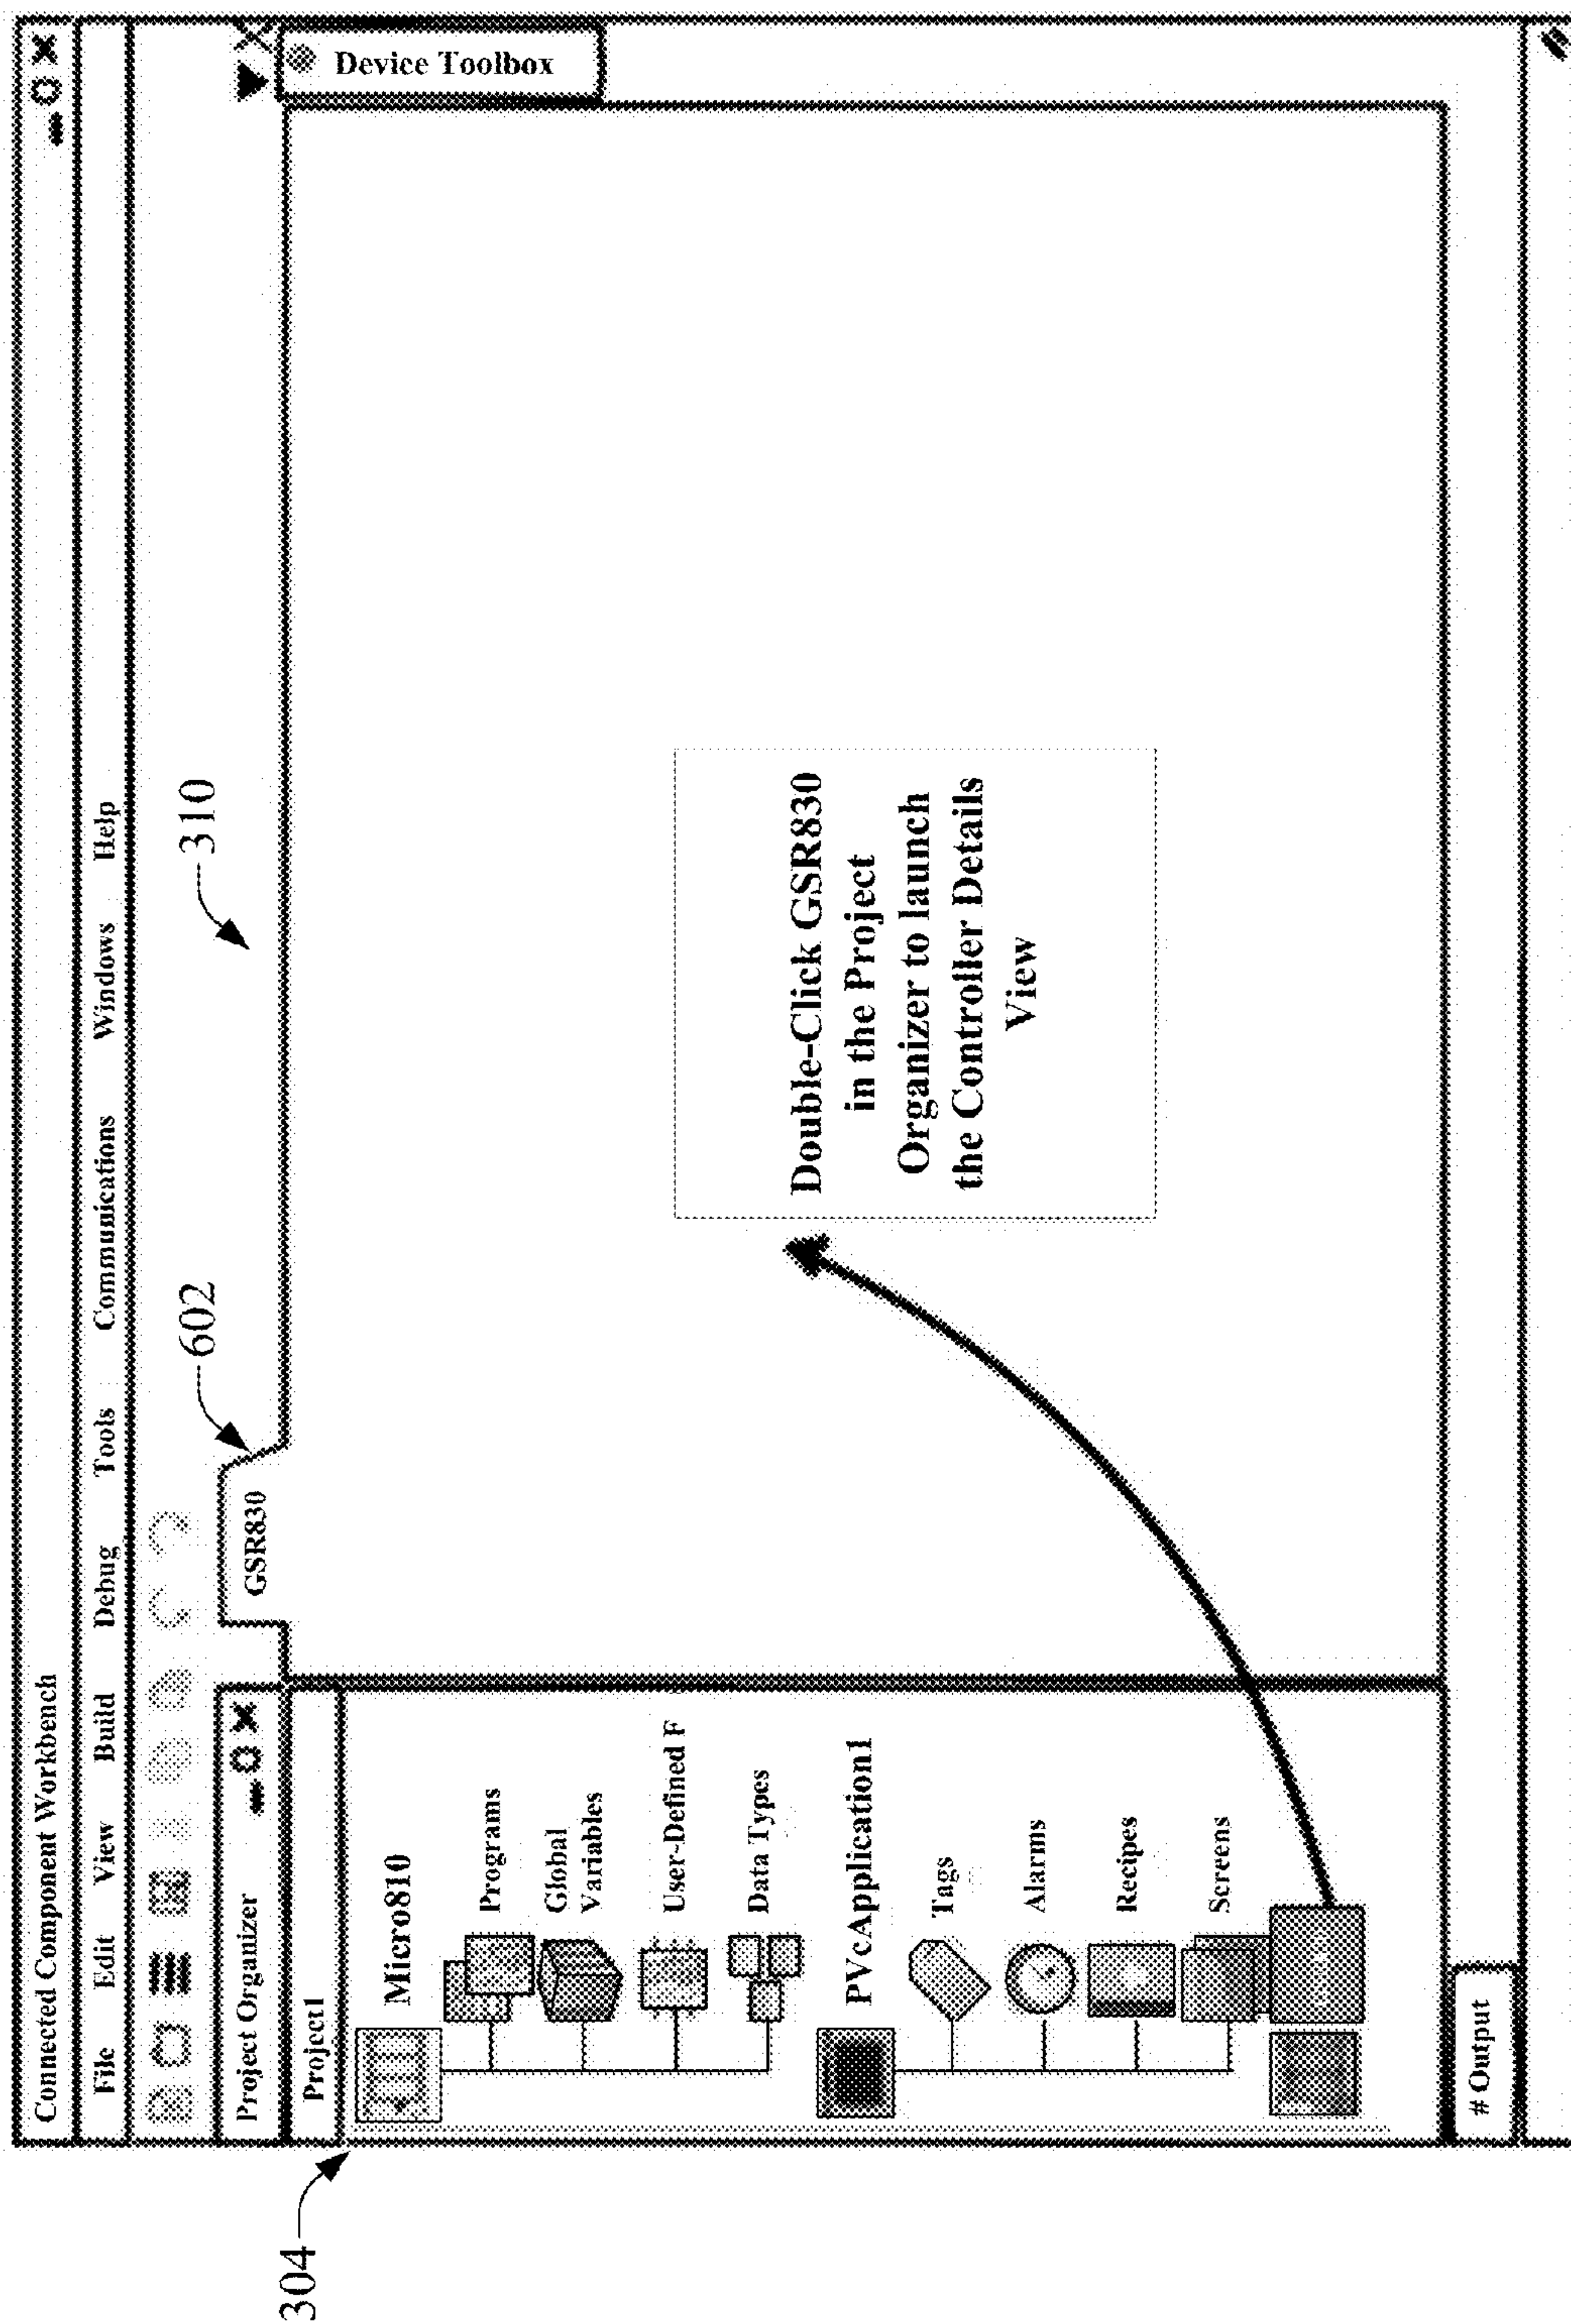 Connected Component Workbench
File Edit View Build Debug Tools Communications Windows Help
602
310
Project Organizer
GSR830
Device Toolbox
304
Project1
Micro810
Programs
Global
Variables
User-Defined F
Data Types
PVcApplication1
Tags
Alarms
Recipes
Screens
Double-Click GSR830
in the Project
Organizer to launch
the Controller Details
View
# Output